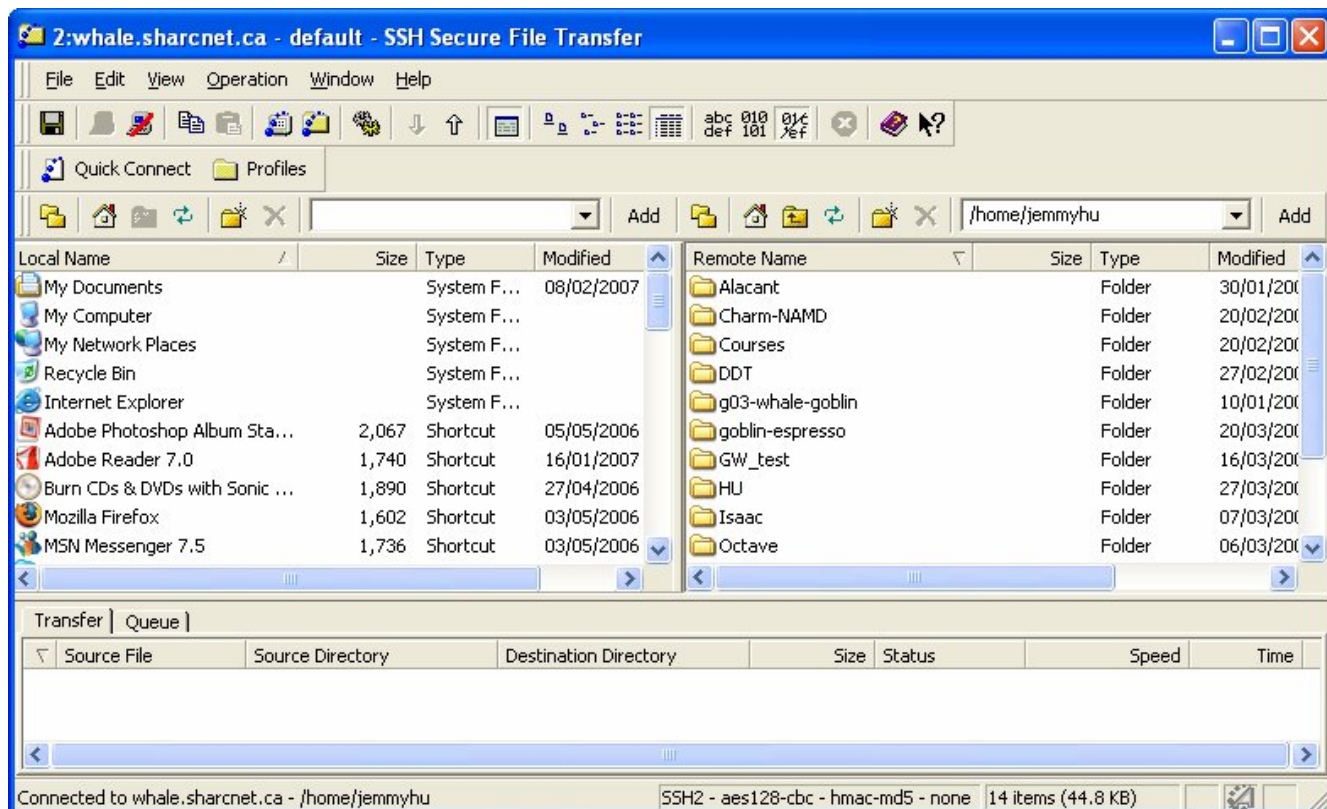 2:whale.sharcnet.ca - default - SSH Secure File Transfer
File Edit View Operation Window Help
abc def 010 101
Quick Connect Profiles
Add /home/jemmyhu Add
Local Name Size Type Modified
My Documents System F... 08/02/2007
My Computer System F...
My Network Places System F...
Recycle Bin System F...
Internet Explorer System F...
Adobe Photoshop Album Sta... 2,067 Shortcut 05/05/2006
Adobe Reader 7.0 1,740 Shortcut 16/01/2007
Burn CDs & DVDs with Sonic ... 1,890 Shortcut 27/04/2006
Mozilla Firefox 1,602 Shortcut 03/05/2006
MSN Messenger 7.5 1,736 Shortcut 03/05/2006
Remote Name Size Type Modified
Alacant Folder 30/01/200
Charm-NAMD Folder 20/02/200
Courses Folder 20/02/200
DDT Folder 27/02/200
g03-whale-goblin Folder 10/01/200
goblin-espresso Folder 20/03/200
GW_test Folder 16/03/200
HU Folder 27/03/200
Isaac Folder 07/03/200
Octave Folder 06/03/200
Transfer Queue
Source File Source Directory Destination Directory Size Status Speed Time
Connected to whale.sharcnet.ca - /home/jemmyhu SSH2 - aes128-cbc - hmac-md5 - none 14 items (44.8 KB)